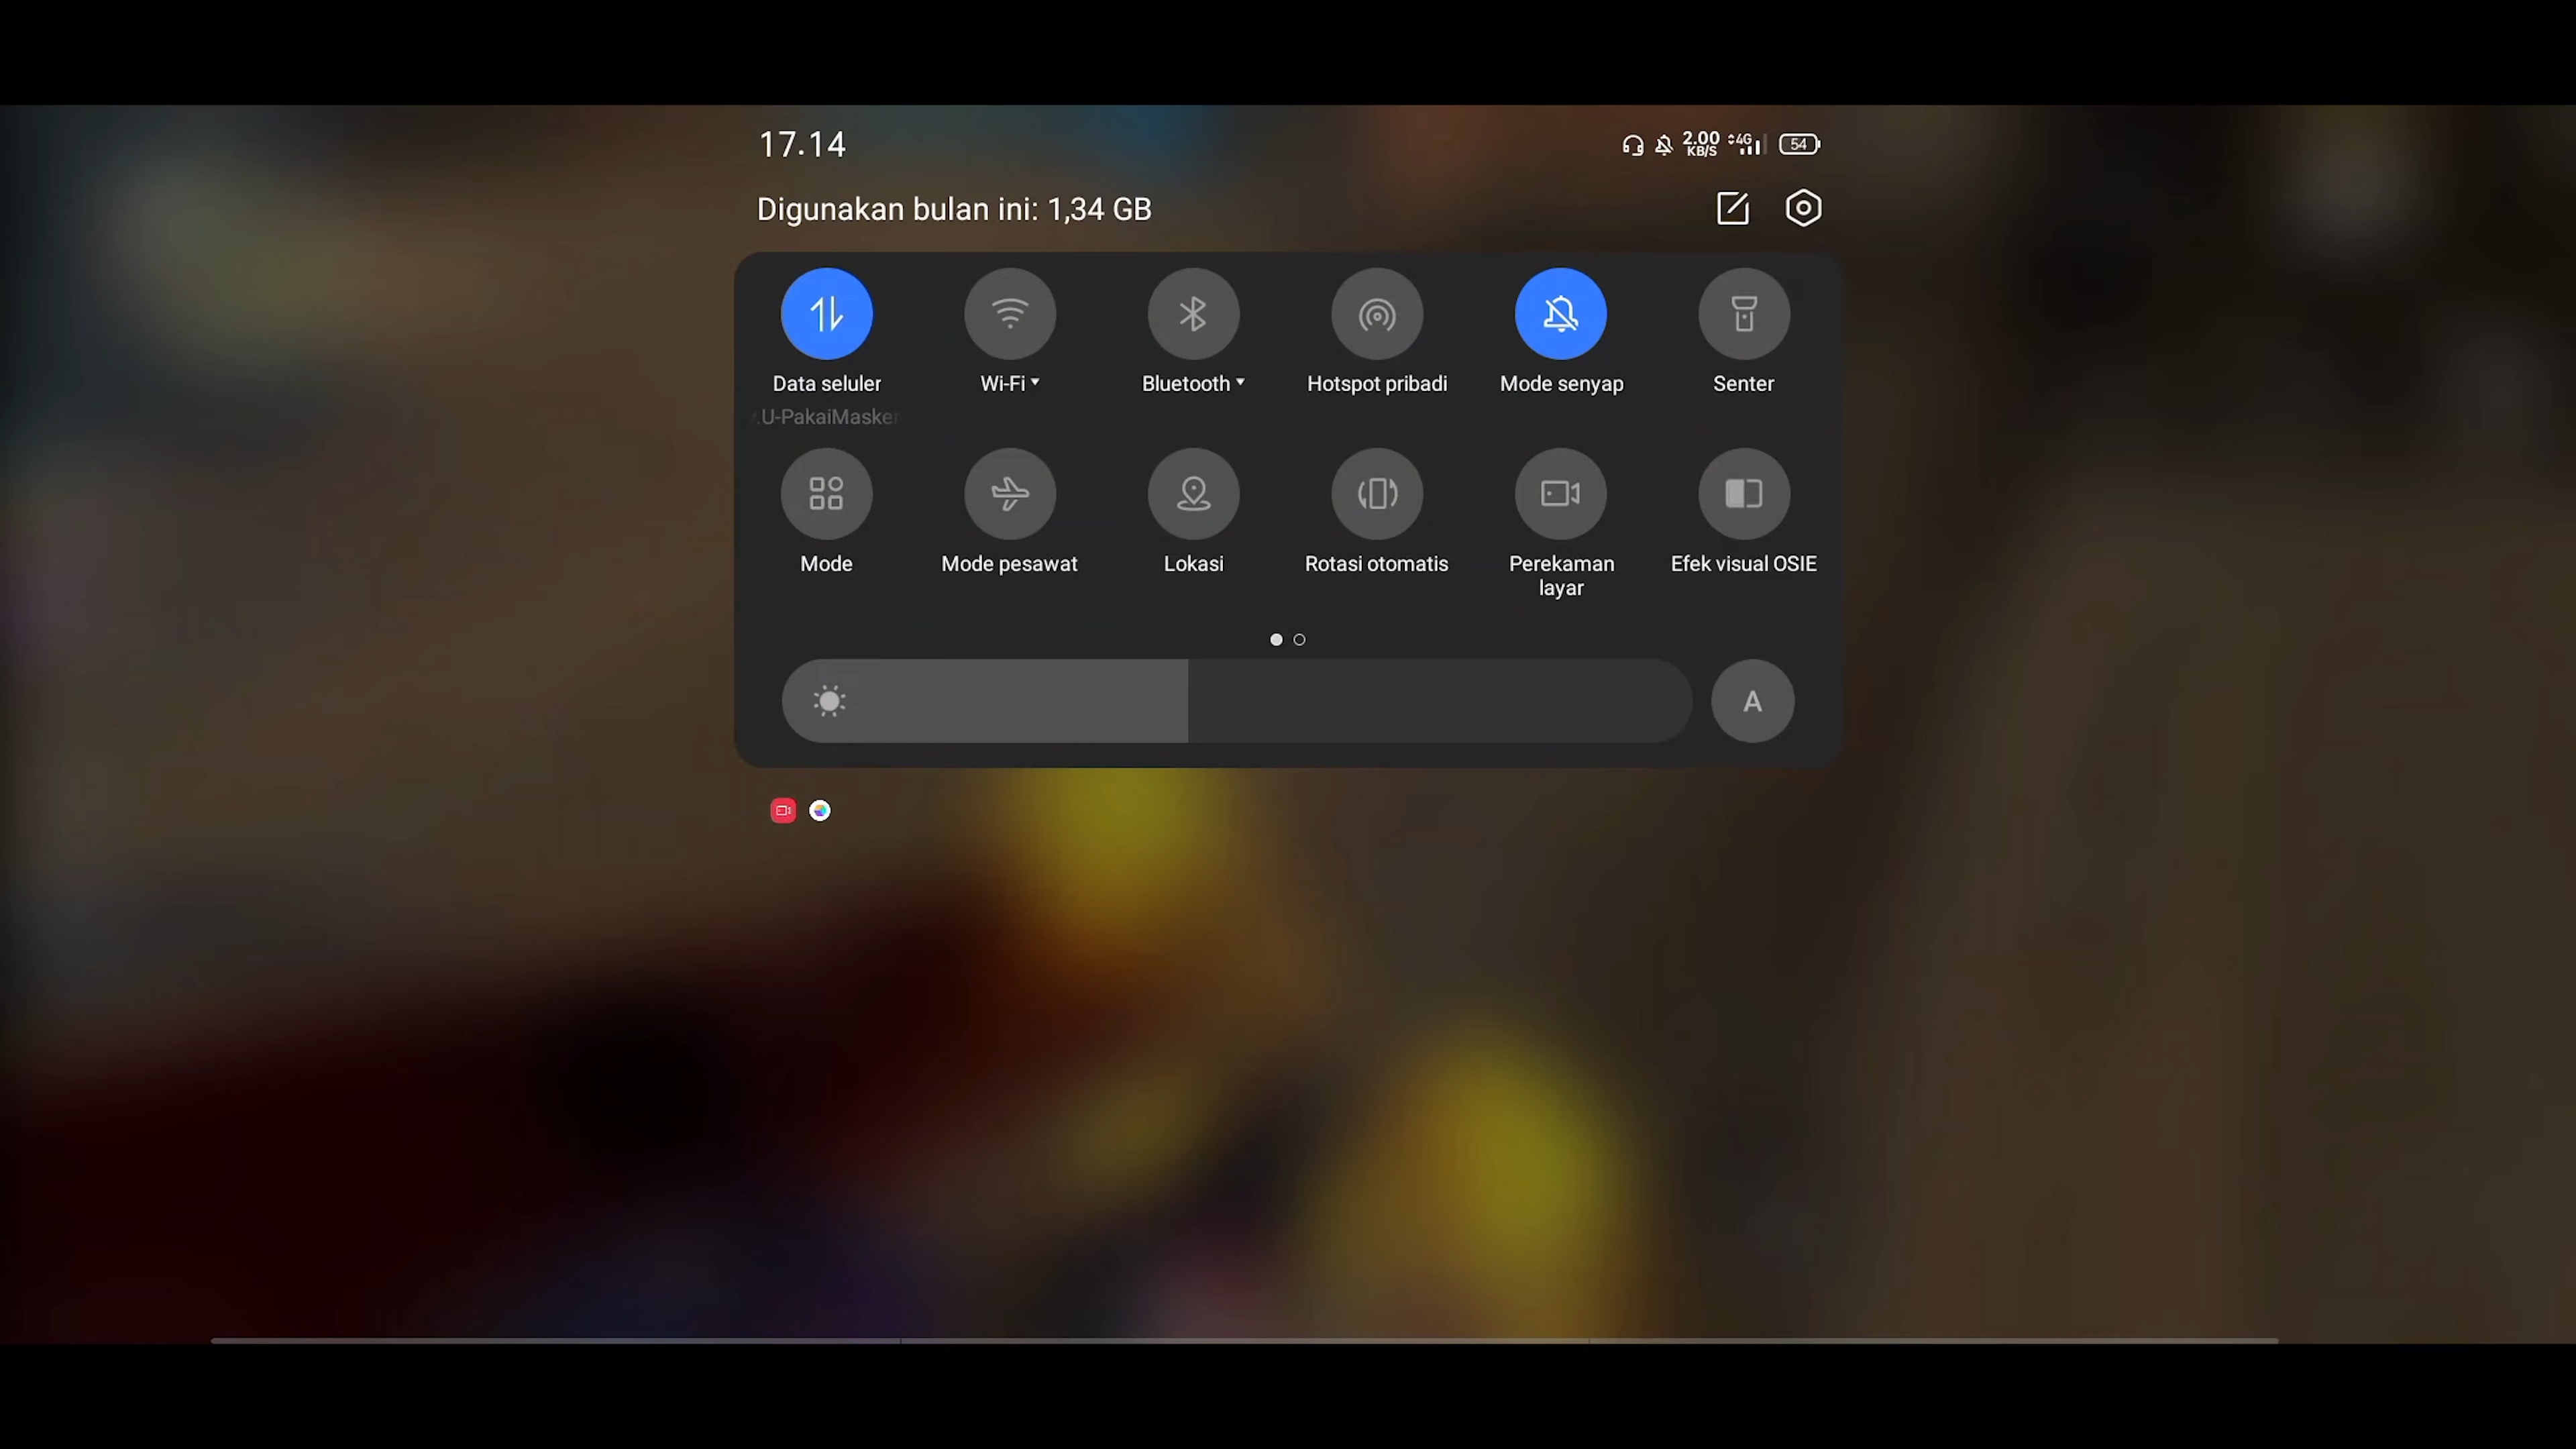 17.14
2.00 KB/S 4G 54
Digunakan bulan ini: 1,34 GB
Data seluler
Wi-Fi
Bluetooth
Hotspot pribadi
Mode senyap
Senter
U-PakaiMasker
Mode
Mode pesawat
Lokasi
Rotasi otomatis
Perekaman
layar
Efek visual OSIE
A